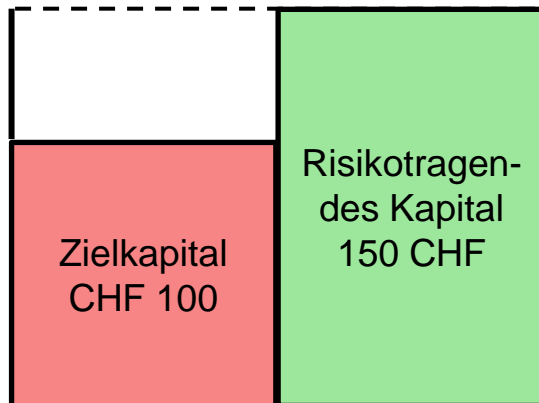 Zielkapital
CHF 100
Risikotragen-
des Kapital
150 CHF